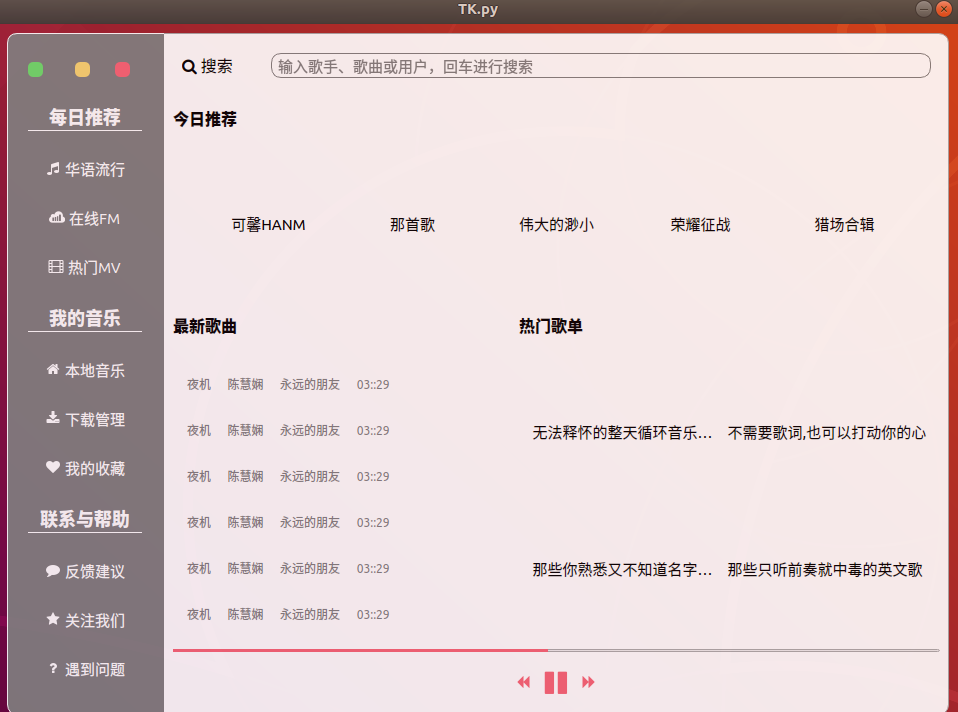 TK.py
搜索
输入歌手、歌曲或用户，回车进行搜索
每日推荐
华语流行
在线FM
热门MV
我的音乐
本地音乐
下载管理
我的收藏
联系与帮助
反馈建议
关注我们
遇到问题
今日推荐
可馨HANM 那首歌 伟大的渺小 荣耀征战 猎场合辑
最新歌曲
夜机 陈慧娴 永远的朋友 03::29
夜机 陈慧娴 永远的朋友 03::29
夜机 陈慧娴 永远的朋友 03::29
夜机 陈慧娴 永远的朋友 03::29
夜机 陈慧娴 永远的朋友 03::29
夜机 陈慧娴 永远的朋友 03::29
热门歌单
无法释怀的整天循环音乐… 不需要歌词,也可以打动你的心
那些你熟悉又不知道名字… 那些只听前奏就中毒的英文歌